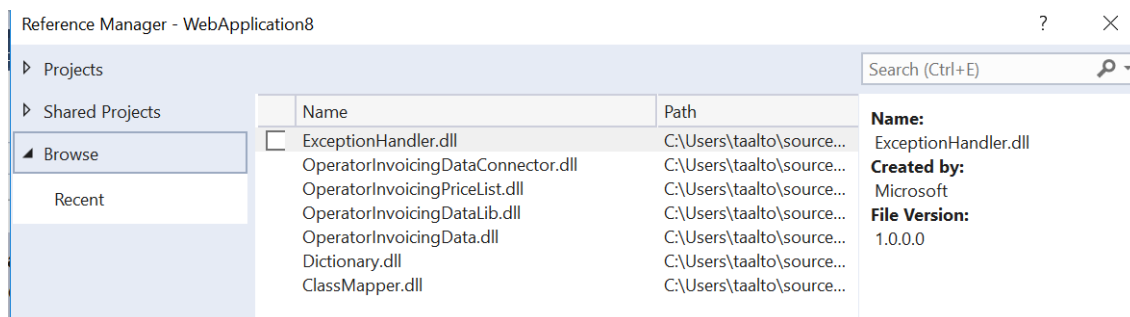 Reference Manager - WebApplication8
?
Projects
Search (Ctrl+E)
Shared Projects
Browse
Recent
Name Path
ExceptionHandler.dll C:\Users\taalto\source...
OperatorInvoicingDataConnector.dll C:\Users\taalto\source...
OperatorInvoicingPriceList.dll C:\Users\taalto\source...
OperatorInvoicingDataLib.dll C:\Users\taalto\source...
OperatorInvoicingData.dll C:\Users\taalto\source...
Dictionary.dll C:\Users\taalto\source...
ClassMapper.dll C:\Users\taalto\source...
Name:
ExceptionHandler.dll
Created by:
Microsoft
File Version:
1.0.0.0